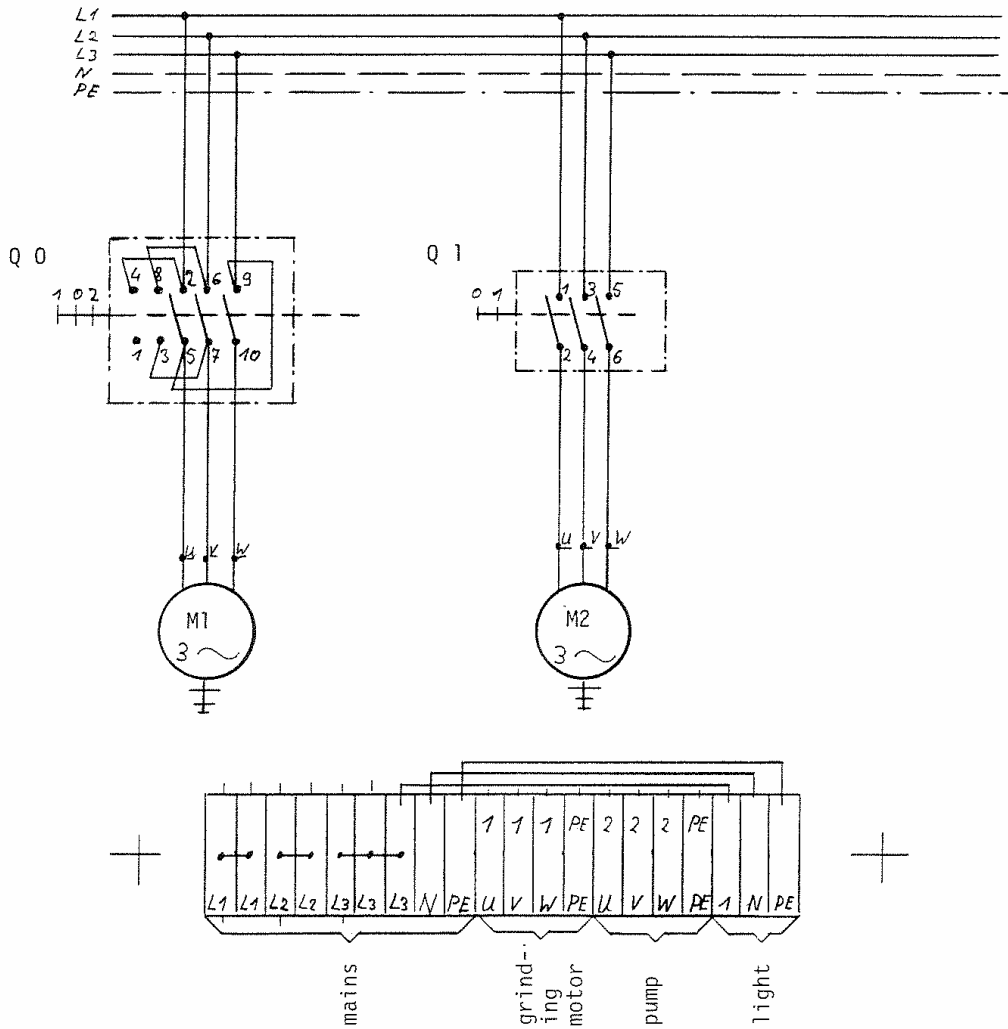 L1
L2
L3
N
PE
Q 0
4 8 2 6 9
1 0 2
1 3 5 7 10
Q 1
1 3 5
0 1
2 4 6
U V W
M1
3 ~
U V W
M2
3 ~
1 1 1 PE 2 2 2 PE
L1 L1 L2 L2 L3 L3 L3 N PE U V W PE U V W PE 1 N PE
mains
grind-
ing
motor
pump
light